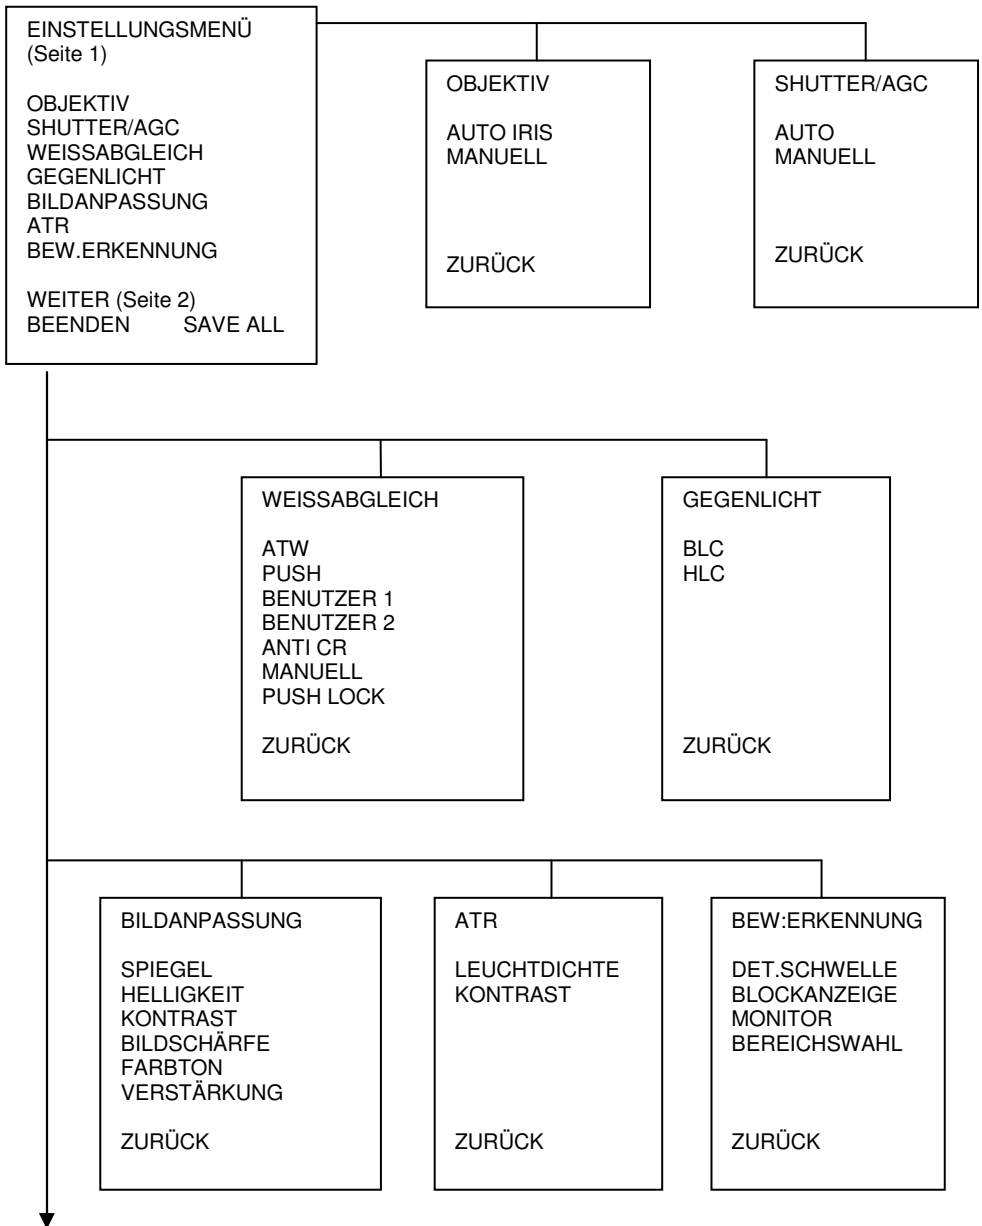 EINSTELLUNGSMENÜ
(Seite 1)
OBJEKTIV
SHUTTER/AGC
WEISSABGLEICH
GEGENLICHT
BILDANPASSUNG
ATR
BEW.ERKENNUNG
WEITER (Seite 2)
BEENDEN SAVE ALL
OBJEKTIV
AUTO IRIS
MANUELL
ZURÜCK
SHUTTER/AGC
AUTO
MANUELL
ZURÜCK
WEISSABGLEICH
ATW
PUSH
BENUTZER 1
BENUTZER 2
ANTI CR
MANUELL
PUSH LOCK
ZURÜCK
GEGENLICHT
BLC
HLC
ZURÜCK
BILDANPASSUNG
SPIEGEL
HELLIGKEIT
KONTRAST
BILDSCHÄRFE
FARBTON
VERSTÄRKUNG
ZURÜCK
ATR
LEUCHTDICHTE
KONTRAST
ZURÜCK
BEW:ERKENNUNG
DET.SCHWELLE
BLOCKANZEIGE
MONITOR
BEREICHSWAHL
ZURÜCK